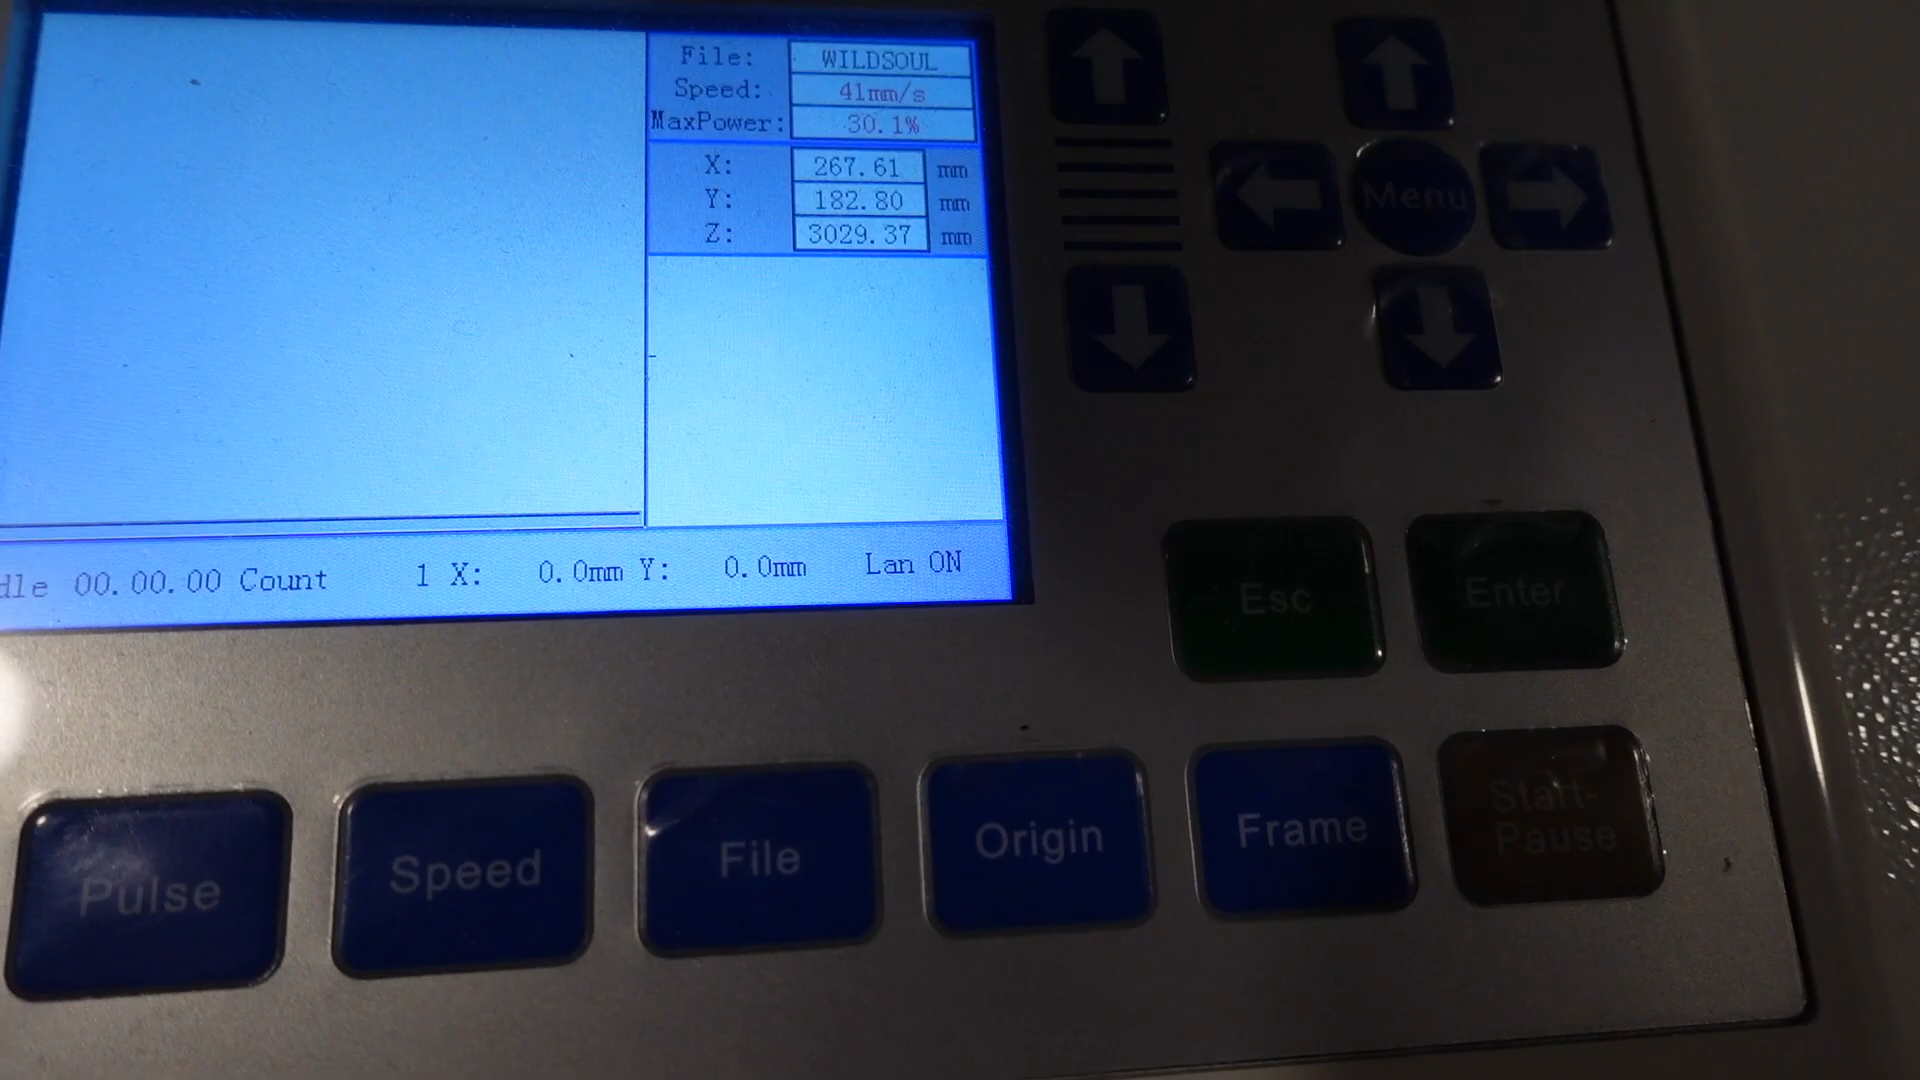 File: WILDSOUL
Speed: 41mm/s
MaxPower: 30.1%
X: 267.61 mm
Y: 182.80 mm
Z: 3029.37 mm
dle 00.00.00 Count 1 X: 0.0mm Y: 0.0mm Lan ON
Menu
Esc
Enter
Pulse
Speed
File
Origin
Frame
Start-
Pause